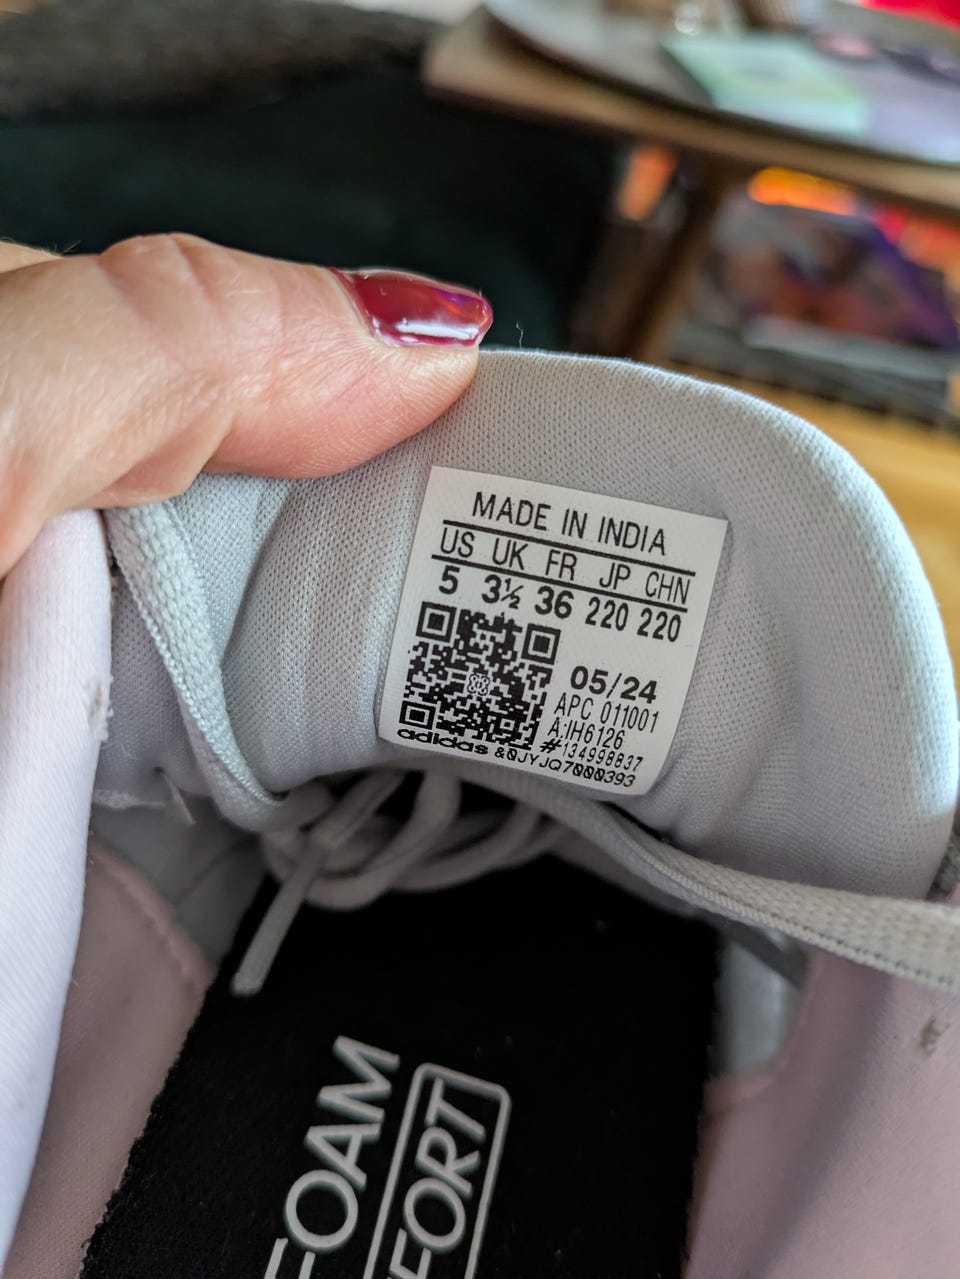 MADE IN INDIA
US UK FR JP CHN
5 3½ 36 220 220
05/24
APC 011001
A:IH6126
#134998837
adidas &0JYJQ7000393
FOAM
FORT